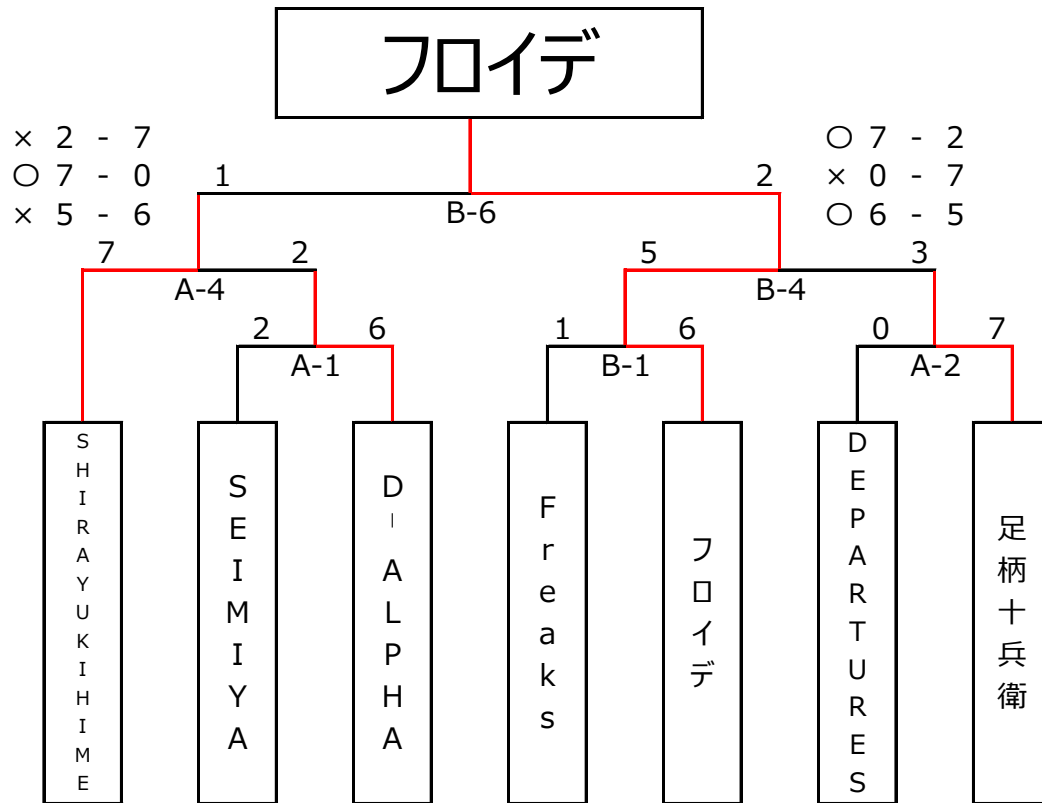 フロイデ
× 2 - 7
〇 7 - 0
× 5 - 6
〇 7 - 2
× 0 - 7
〇 6 - 5
1
2
B-6
7
2
5
3
A-4
B-4
2
6
1
6
0
7
A-1
B-1
A-2
SHIRAYUKIHIME
SEIMIYA
D-ALPHA
Freaks
フロイデ
DEPARTURES
足柄十兵衛